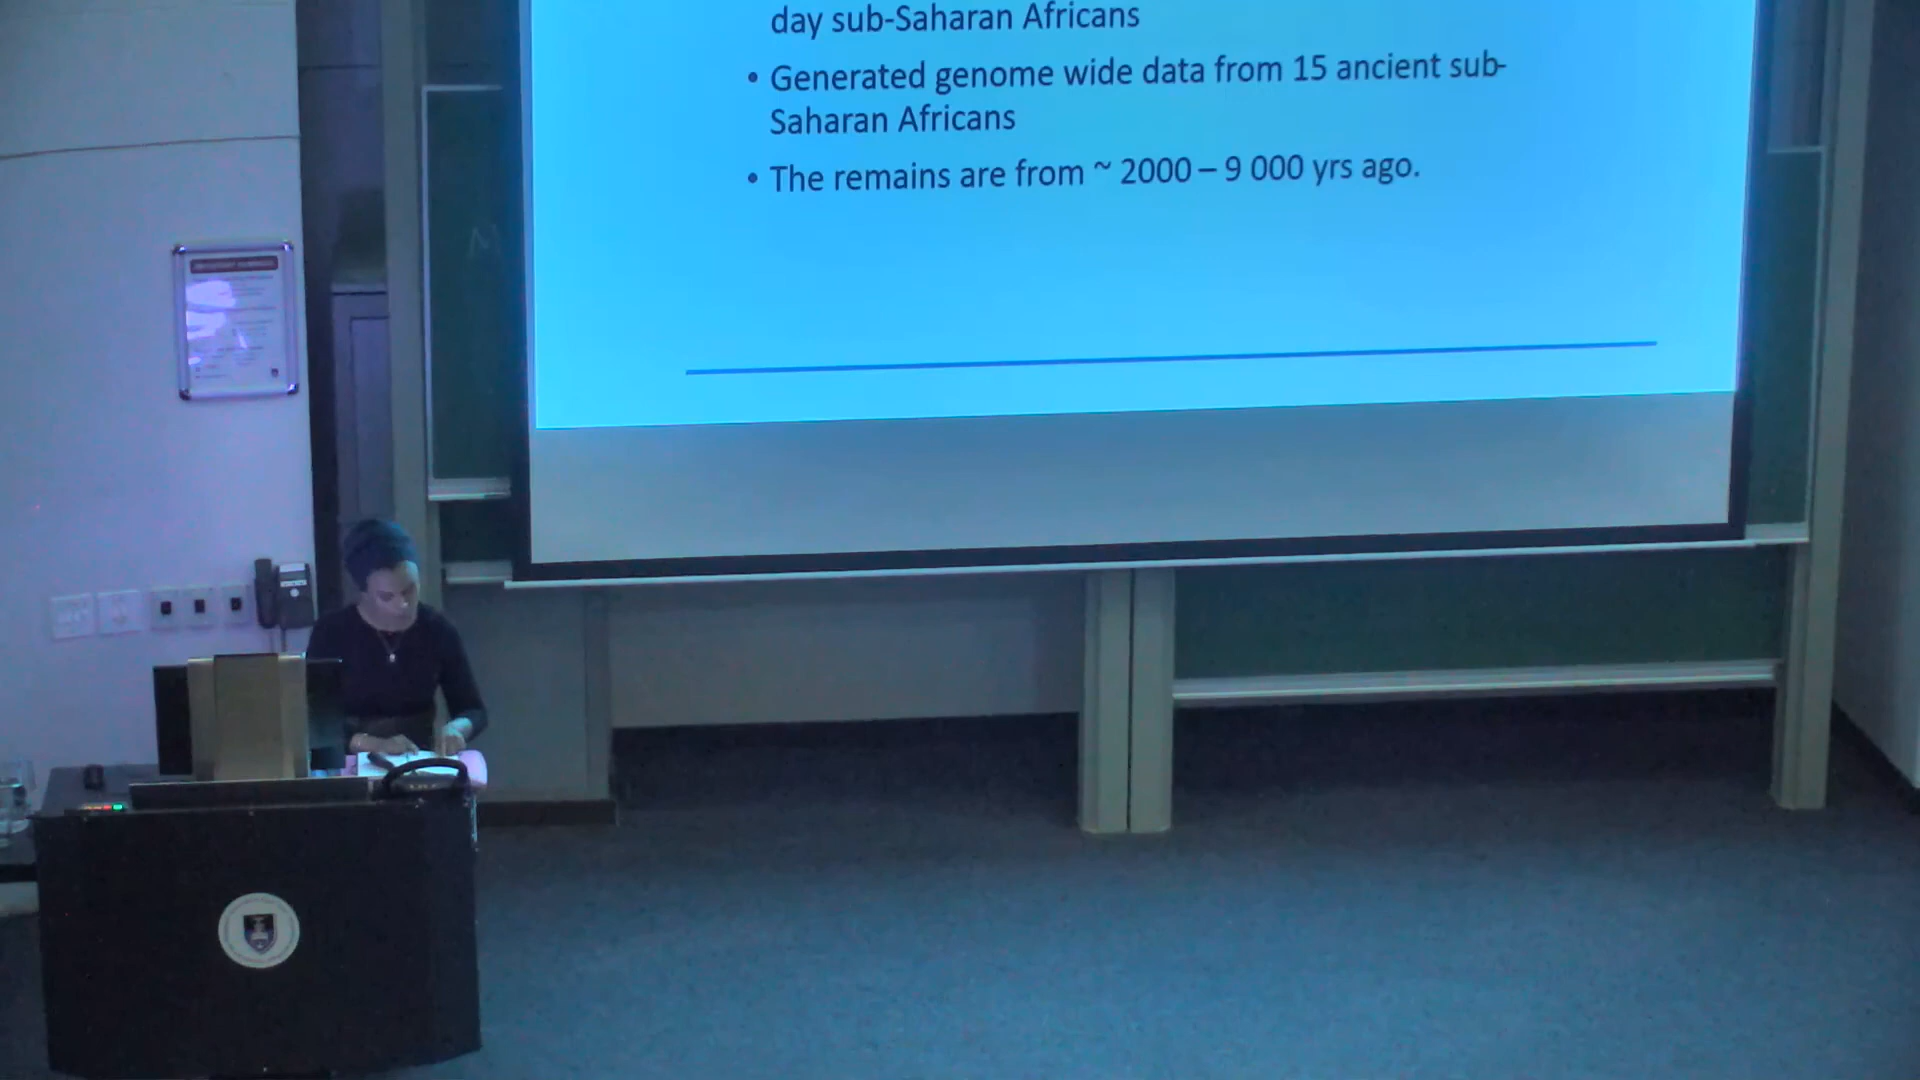 day sub-Saharan Africans
• Generated genome wide data from 15 ancient sub-
Saharan Africans
• The remains are from ~ 2000 – 9 000 yrs ago.